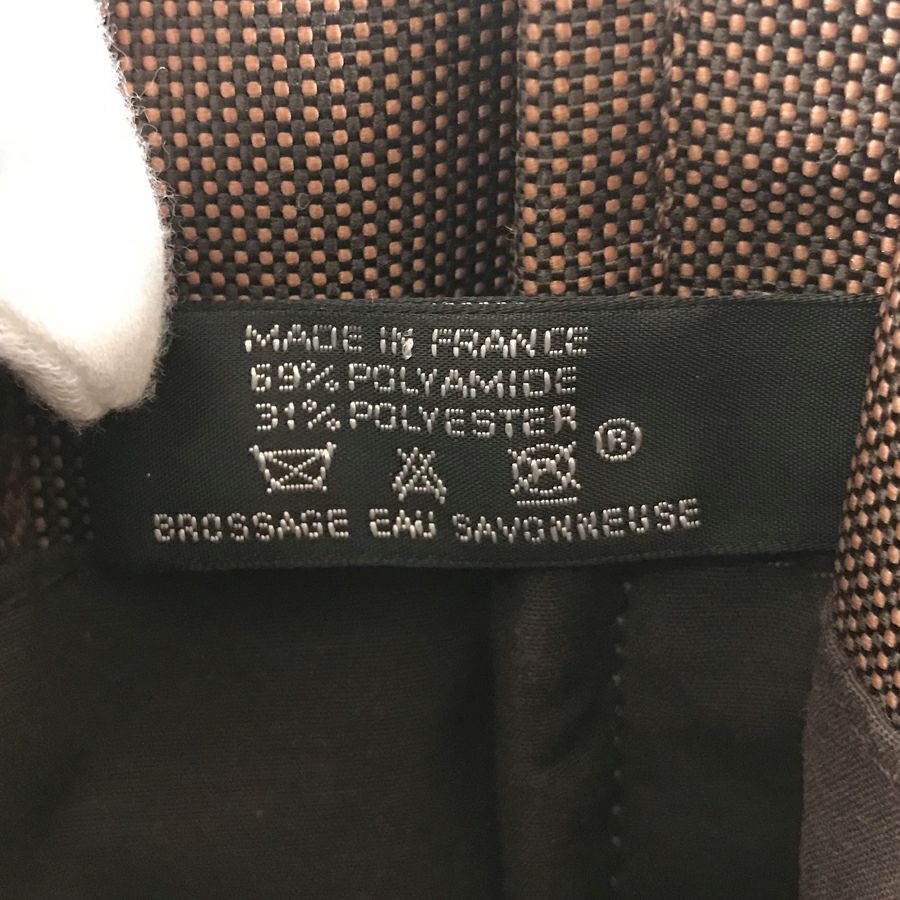 MADE IN FRANCE
69% POLYAMIDE
31% POLYESTER
®
BROSSAGE EAU SAVONNEUSE